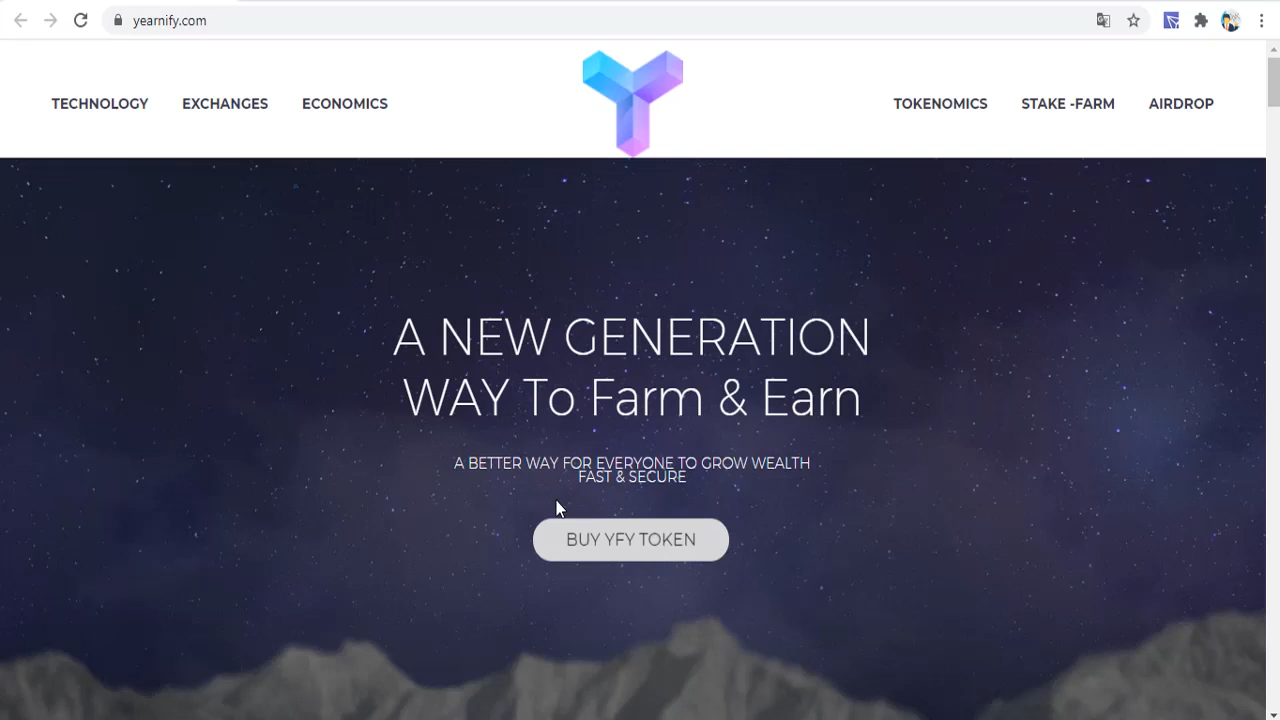 yearnify.com
TECHNOLOGY
EXCHANGES
ECONOMICS
TOKENOMICS
STAKE -FARM
AIRDROP
A NEW GENERATION
WAY To Farm & Earn
A BETTER WAY FOR EVERYONE TO GROW WEALTH
FAST & SECURE
BUY YFY TOKEN